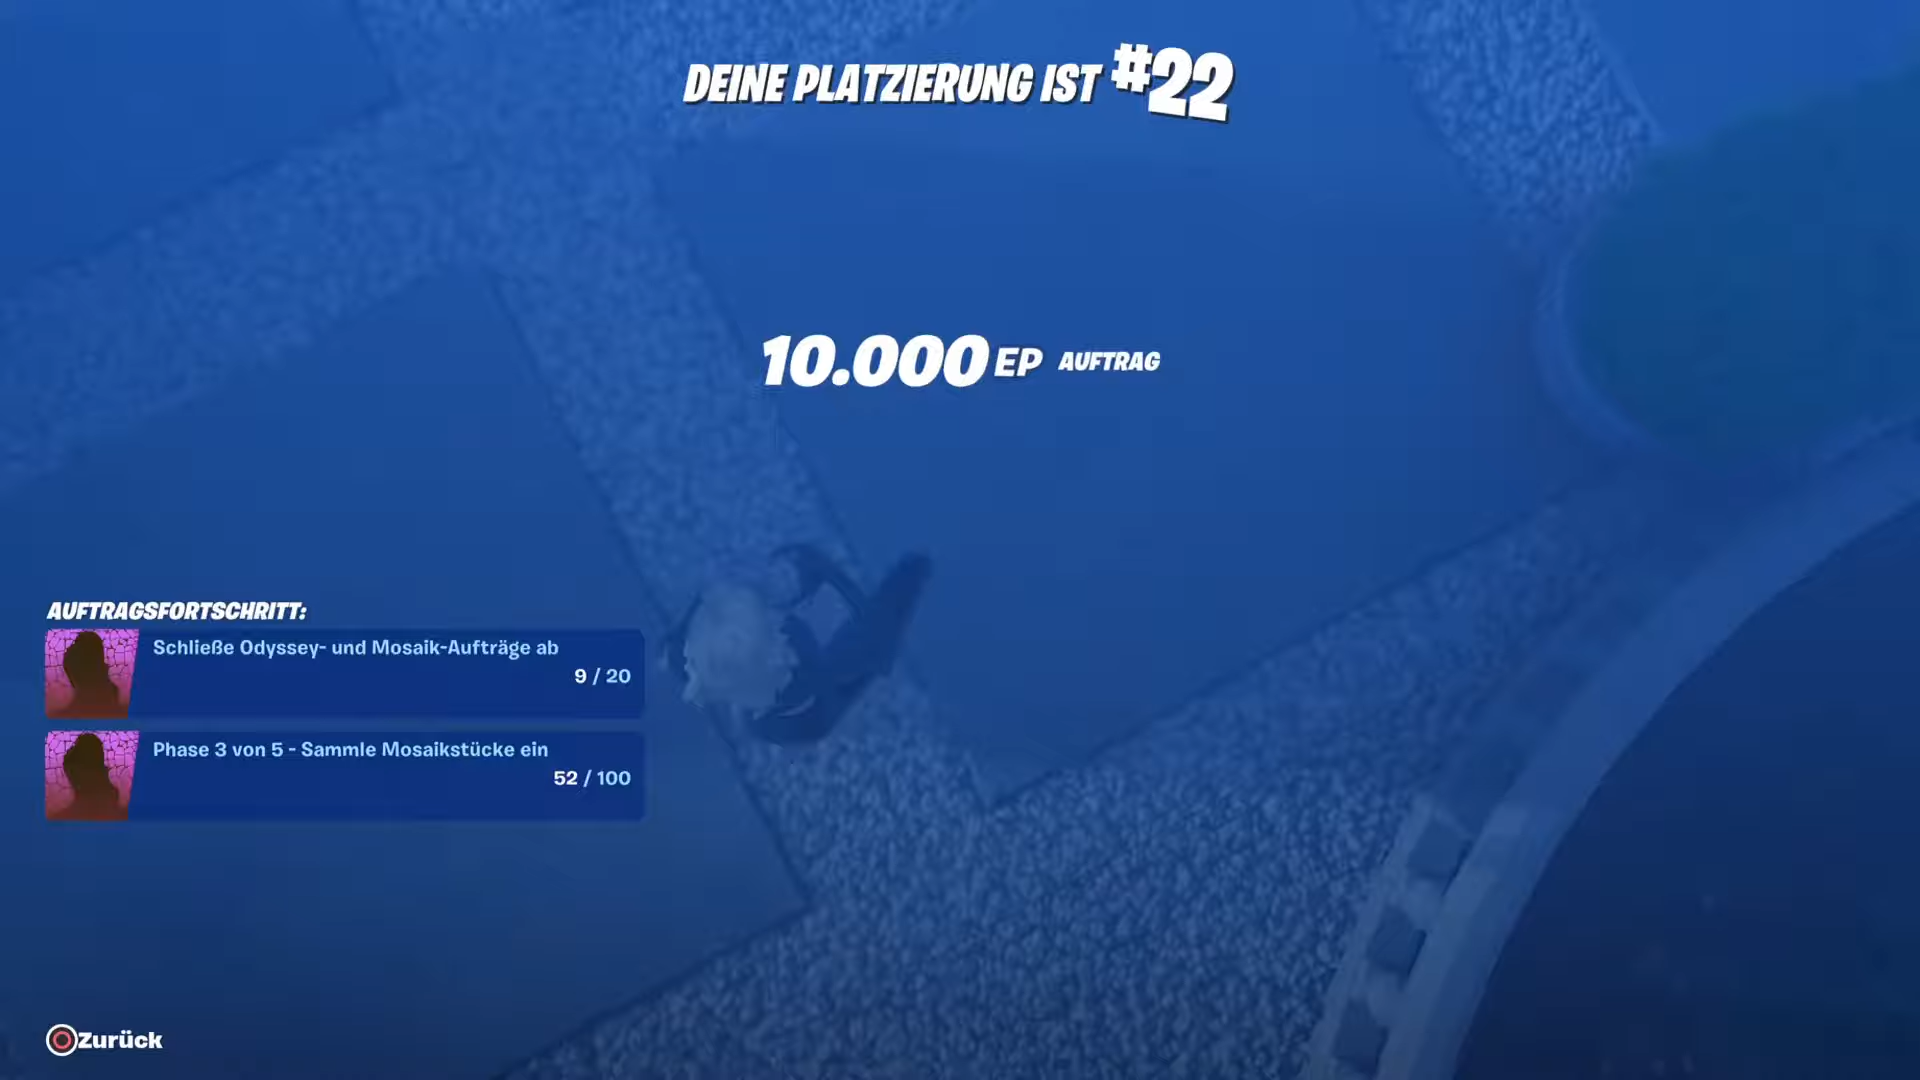 DEINE PLATZIERUNG IST #22
10.000 EP AUFTRAG
AUFTRAGSFORTSCHRITT:
Schließe Odyssey- und Mosaik-Aufträge ab
9 / 20
Phase 3 von 5 - Sammle Mosaikstücke ein
52 / 100
Zurück